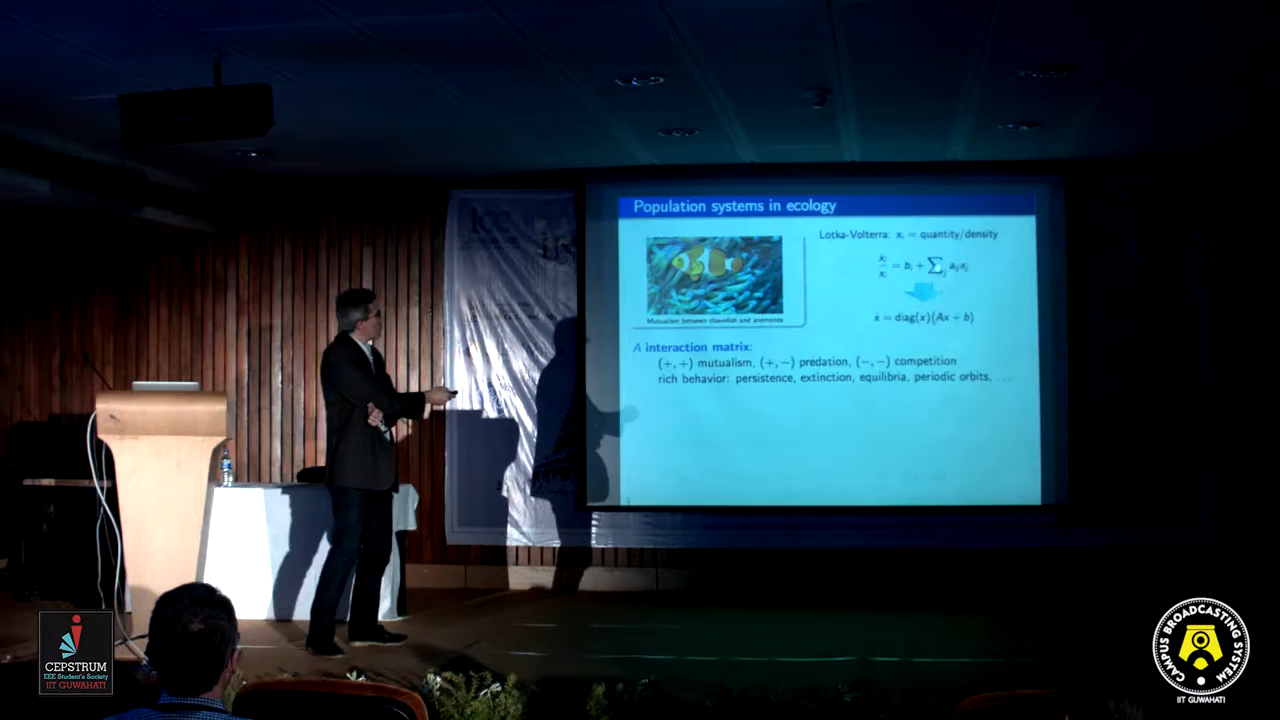 icc
Population systems in ecology
Lotka-Volterra: xᵢ = quantity/density
ẋᵢ/xᵢ = bᵢ + ∑ⱼ aᵢⱼxⱼ
ẋ = diag(x)(Ax + b)
Mutualism between clownfish and anemones
A interaction matrix:
(+,+) mutualism, (+,−) predation, (−,−) competition
rich behavior: persistence, extinction, equilibria, periodic orbits, ...
CEPSTRUM
EEE Student's Society
IIT GUWAHATI
CAMPUS BROADCASTING SYSTEM
IIT GUWAHATI